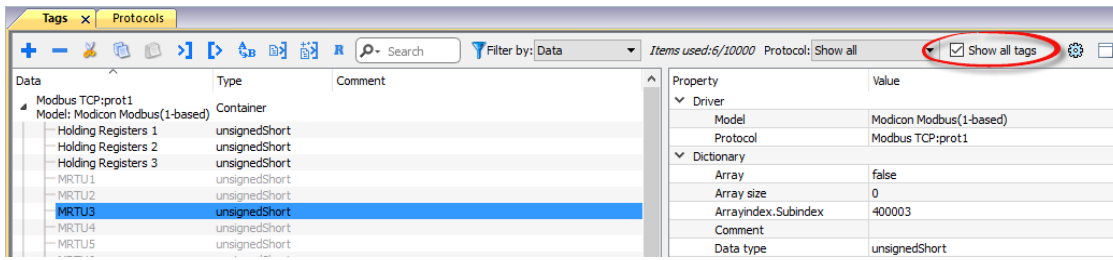 Tags x Protocols
R Search Filter by: Data Items used:6/10000 Protocol: Show all Show all tags
Data Type Comment Property Value
Modbus TCP:prot1
Model: Modicon Modbus(1-based) Container
Driver
Model Modicon Modbus(1-based)
Holding Registers 1 unsignedShort
Holding Registers 2 unsignedShort
Protocol Modbus TCP:prot1
Holding Registers 3 unsignedShort
Dictionary
MRTU1 unsignedShort
Array false
MRTU2 unsignedShort
Array size 0
MRTU3 unsignedShort
Arrayindex.Subindex 400003
MRTU4 unsignedShort
Comment
MRTU5 unsignedShort
Data type unsignedShort